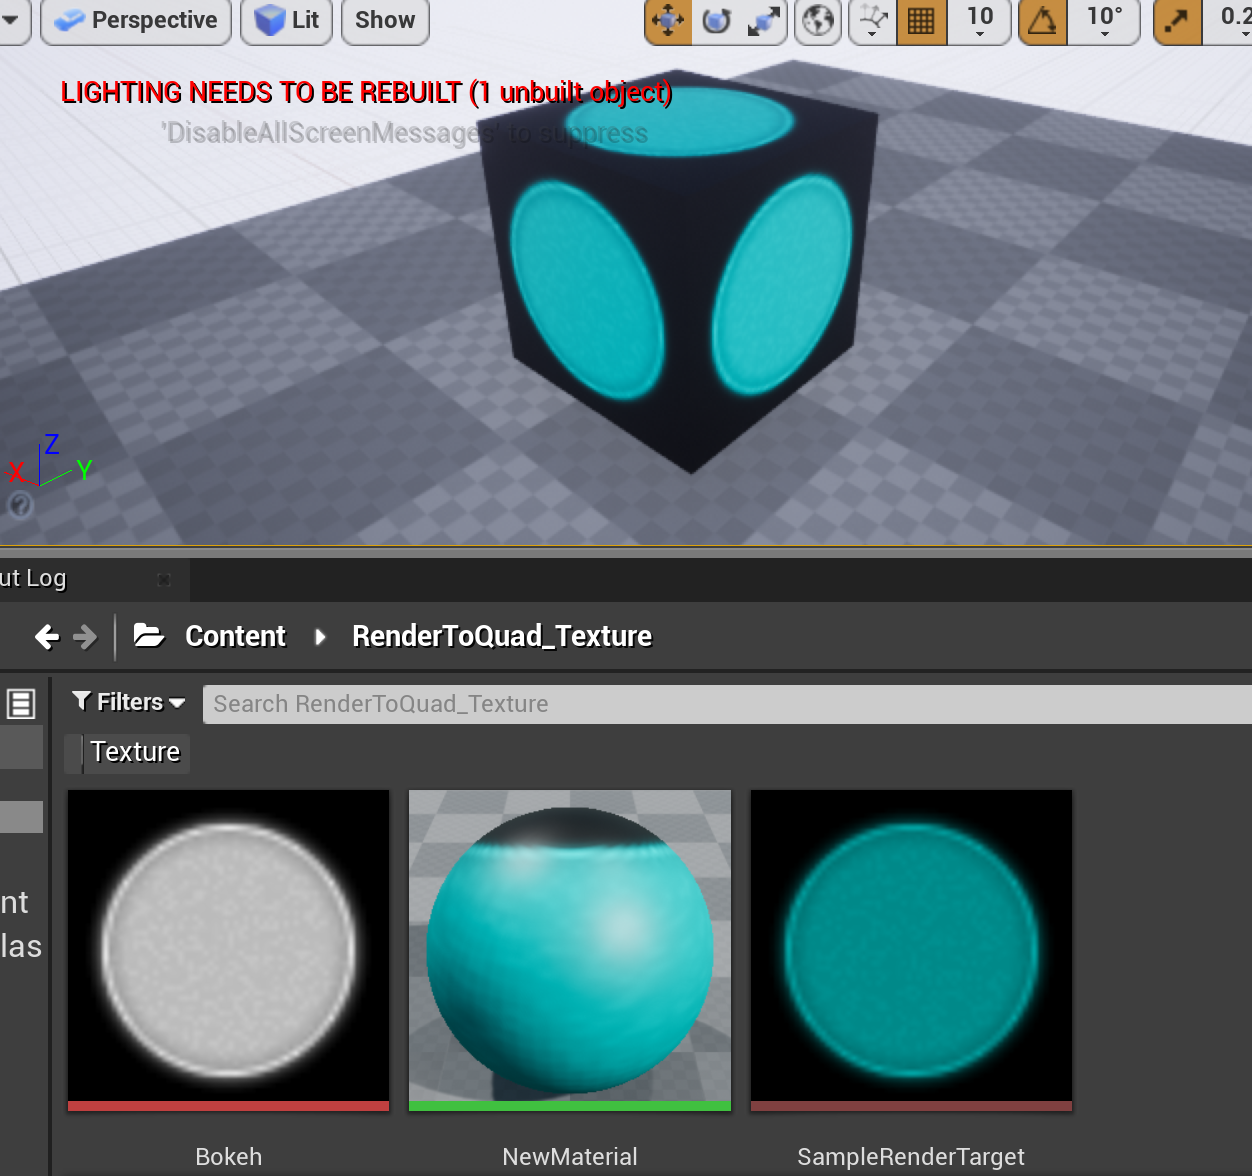 Perspective
Lit
Show
10
10°
0.2
LIGHTING NEEDS TO BE REBUILT (1 unbuilt object)
'DisableAllScreenMessages' to suppress
Z
-X
Y
ut Log
Content
RenderToQuad_Texture
Filters
Search RenderToQuad_Texture
Texture
nt
las
Bokeh
NewMaterial
SampleRenderTarget